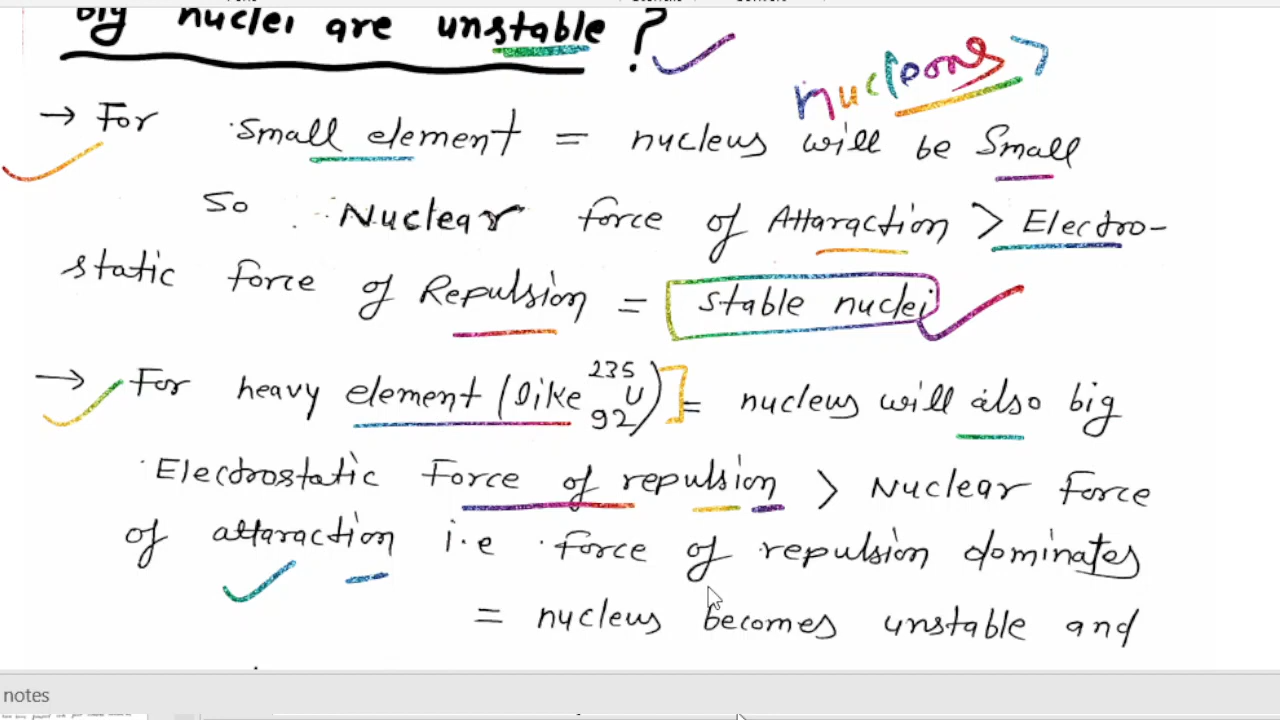 big nuclei are unstable ?
nucleons
→ For Small element = nucleus will be Small
So Nuclear force of Attaraction > Electro-
static force of Repulsion = stable nuclei
→ For heavy element (like 235 92 U) = nucleus will also big
Electrostatic Force of repulsion > Nuclear Force
of attaraction i.e Force of repulsion dominates
= nucleus becomes unstable and
notes